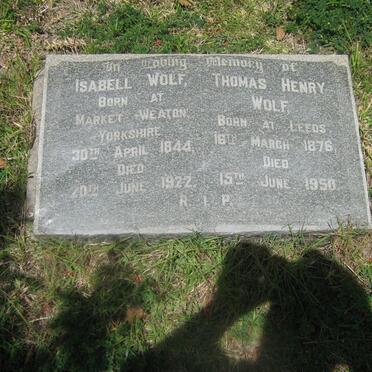 In Loving Memory of
ISABELL WOLF,
BORN AT
MARKET WEATON,
YORKSHIRE
30TH APRIL 1844,
DIED
20TH JUNE 1922.
THOMAS HENRY
WOLF
BORN AT LEEDS
16TH MARCH 1876,
DIED
15TH JUNE 1950.
R.I.P.